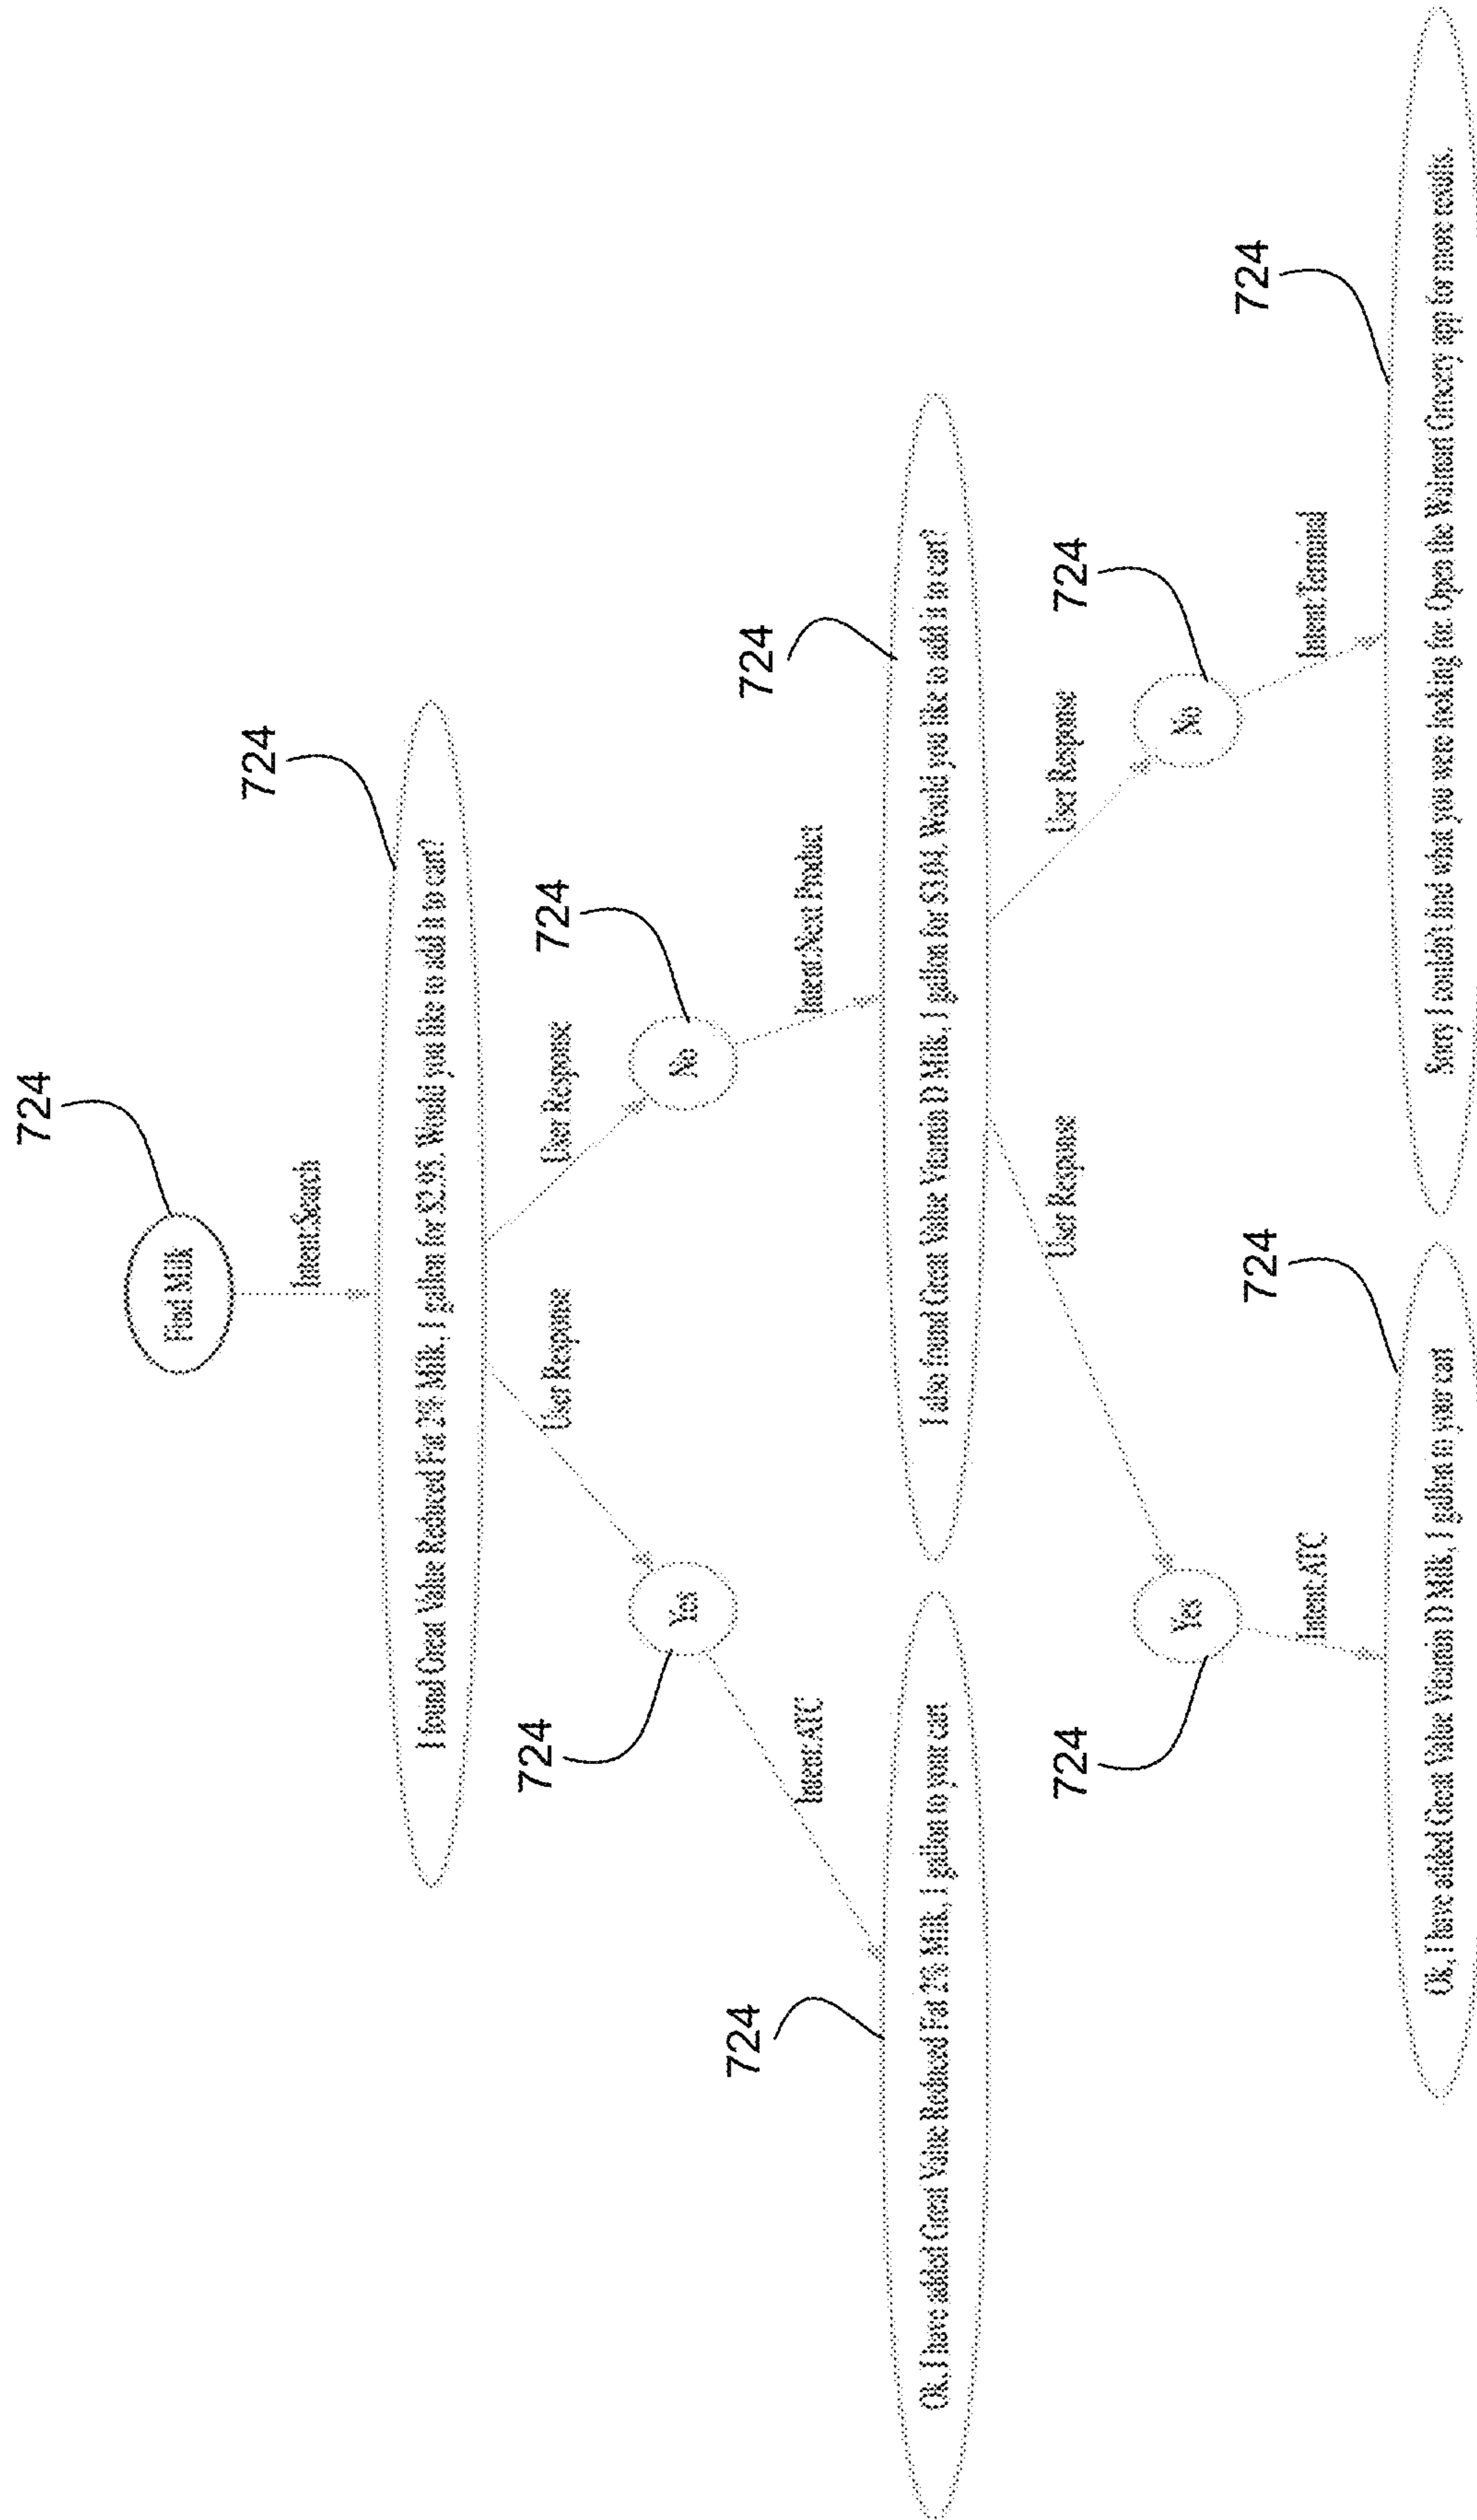 724
Find Milk
Intent:Search
724
I found Great Value Reduced Fat 2% Milk, 1 gallon for $2.95. Would you like to add it to cart?
User Response
User Response
724
Yes
724
No
Intent:ATC
Intent:Next Product
724
Ok, I have added Great Value Reduced Fat 2% Milk, 1 gallon to your cart
724
I also found Great Value Vitamin D Milk, 1 gallon for $3.04. Would you like to add it to cart?
User Response
User Response
724
Yes
724
No
Intent:ATC
Intent:Terminal
724
Ok, I have added Great Value Vitamin D Milk, 1 gallon to your cart
724
Sorry I couldn't find what you were looking for. Open the Walmart Grocery app for more results.